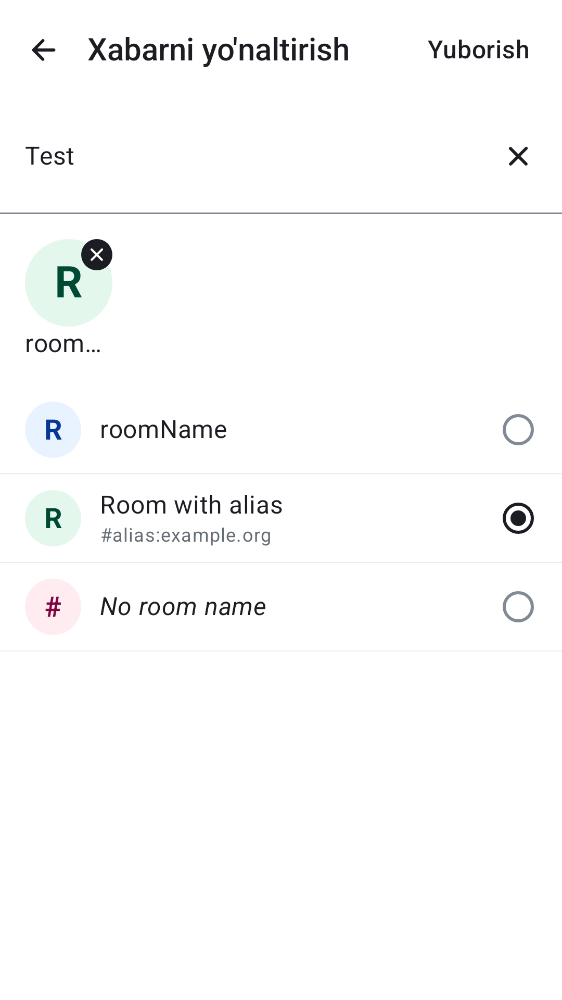 Xabarni yo'naltirish Yuborish
Test
R
room…
R roomName
R Room with alias
#alias:example.org
# No room name